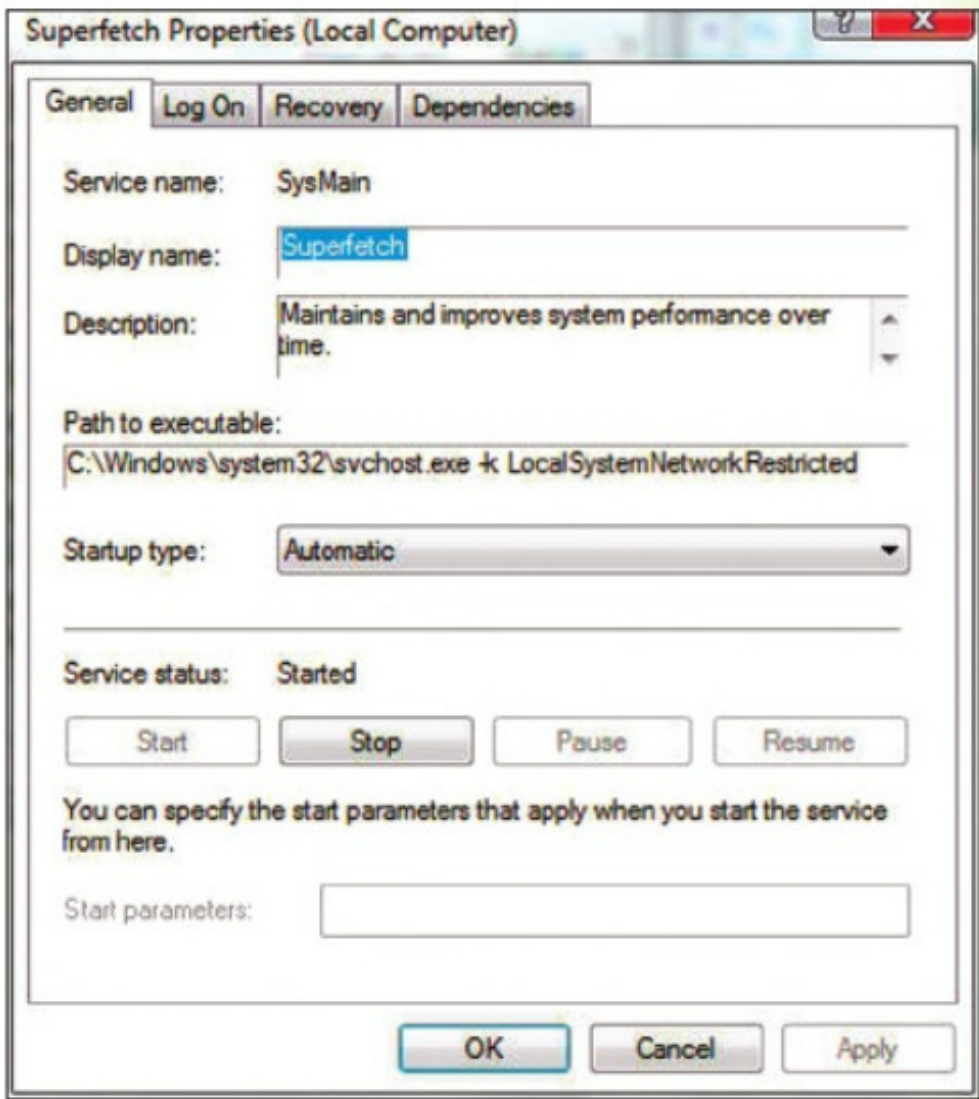 Superfetch Properties (Local Computer)
? X
General Log On Recovery Dependencies
Service name: SysMain
Display name: Superfetch
Description: Maintains and improves system performance over
time.
Path to executable:
C:\Windows\system32\svchost.exe -k LocalSystemNetworkRestricted
Startup type: Automatic
Service status: Started
Start Stop Pause Resume
You can specify the start parameters that apply when you start the service
from here.
Start parameters:
OK Cancel Apply